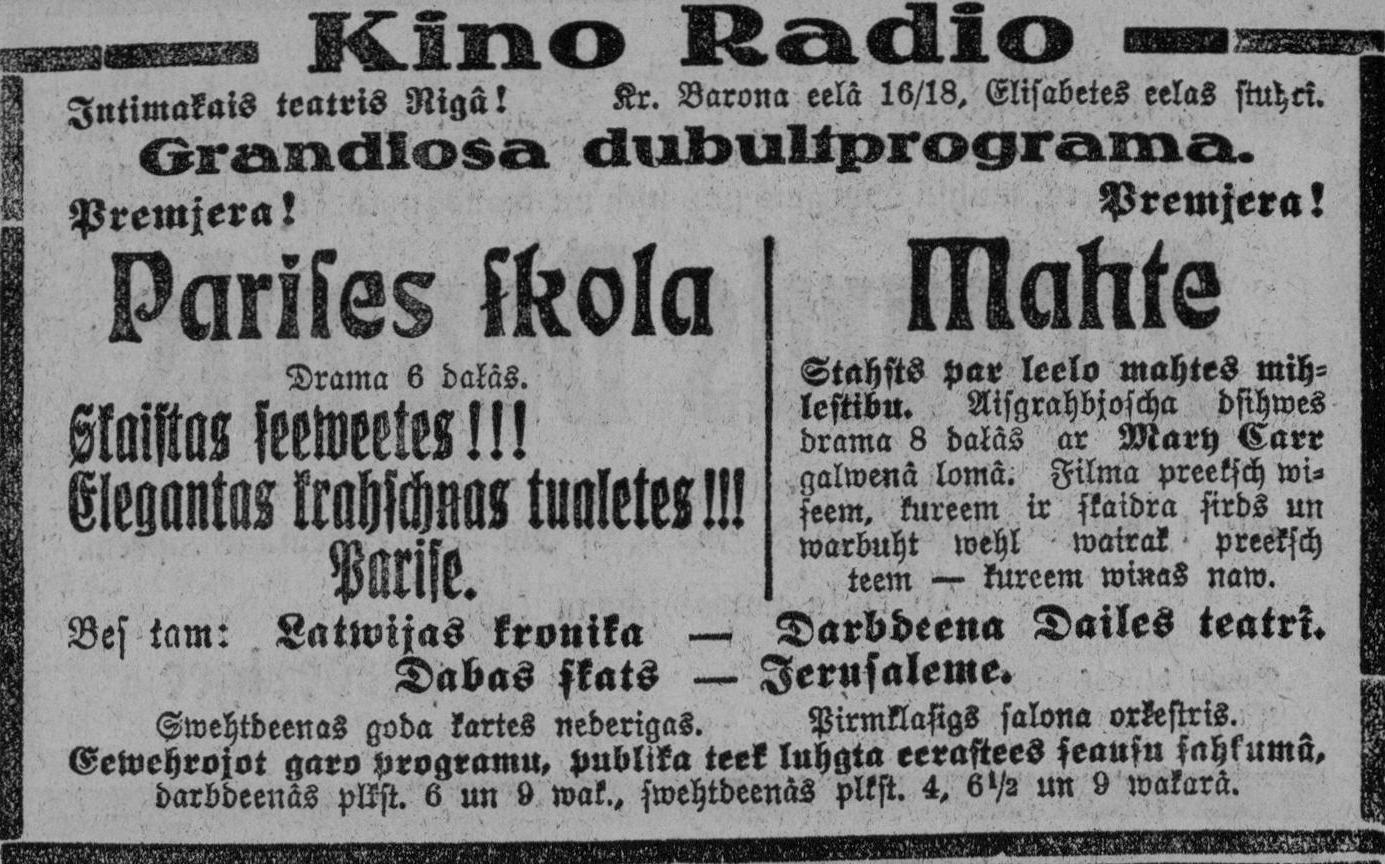 Kino Radio
Intimakais teatris Rigâ! Kr. Barona eelâ 16/18, Elisabetes eelas stuhrî.
Grandiosa dubultprograma.
Premjera! Premjera!
Parises skola
Drama 6 daļâs.
Skaistas seeweetes!!!
Elegantas krahschnas tualetes!!!
Parise.
Mahte
Stahsts par leelo mahtes mih-
lestibu. Aisgrahbjoscha dsihwes
drama 8 daļâs ar Mary Carr
galwenâ lomâ. Filma preeksch wi-
seem, kureem ir skaidra sirds un
warbuht wehl wairak preeksch
teem — kureem wiņas naw.
Bes tam: Latwijas kronika — Darbdeena Dailes teatrî.
Dabas skats — Jerusaleme.
Swehtdeenas goda kartes nederigas. Pirmklasigs salona orkestris.
Eewehrojot garo programu, publika teek luhgta eerastees seansu sahkumâ,
darbdeenâs plkst. 6 un 9 wak., swehtdeenâs plkst. 4, 6½ un 9 wakarâ.